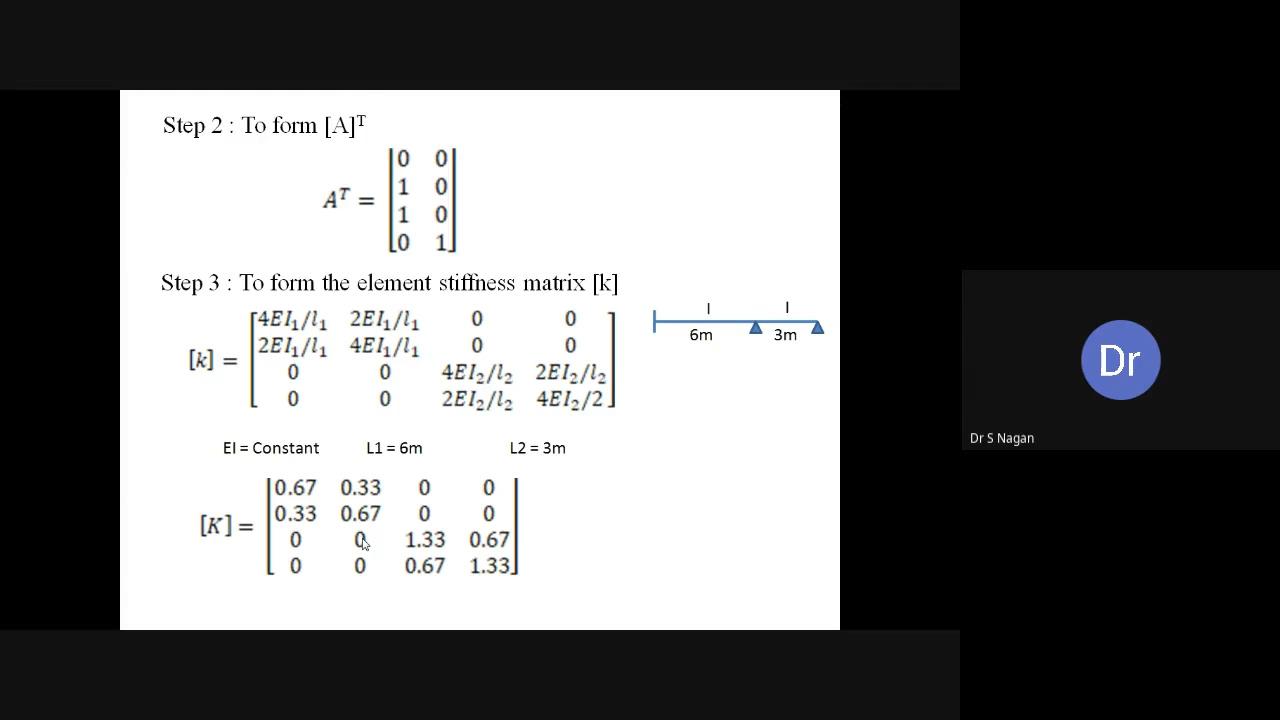 Step 2 : To form [A]ᵀ
Aᵀ =
0 0
1 0
1 0
0 1
Step 3 : To form the element stiffness matrix [k]
[k] =
4EI₁/l₁ 2EI₁/l₁ 0 0
2EI₁/l₁ 4EI₁/l₁ 0 0
0 0 4EI₂/l₂ 2EI₂/l₂
0 0 2EI₂/l₂ 4EI₂/2
I I
6m 3m
EI = Constant L1 = 6m L2 = 3m
[K] =
0.67 0.33 0 0
0.33 0.67 0 0
0 0 1.33 0.67
0 0 0.67 1.33
Dr
Dr S Nagan